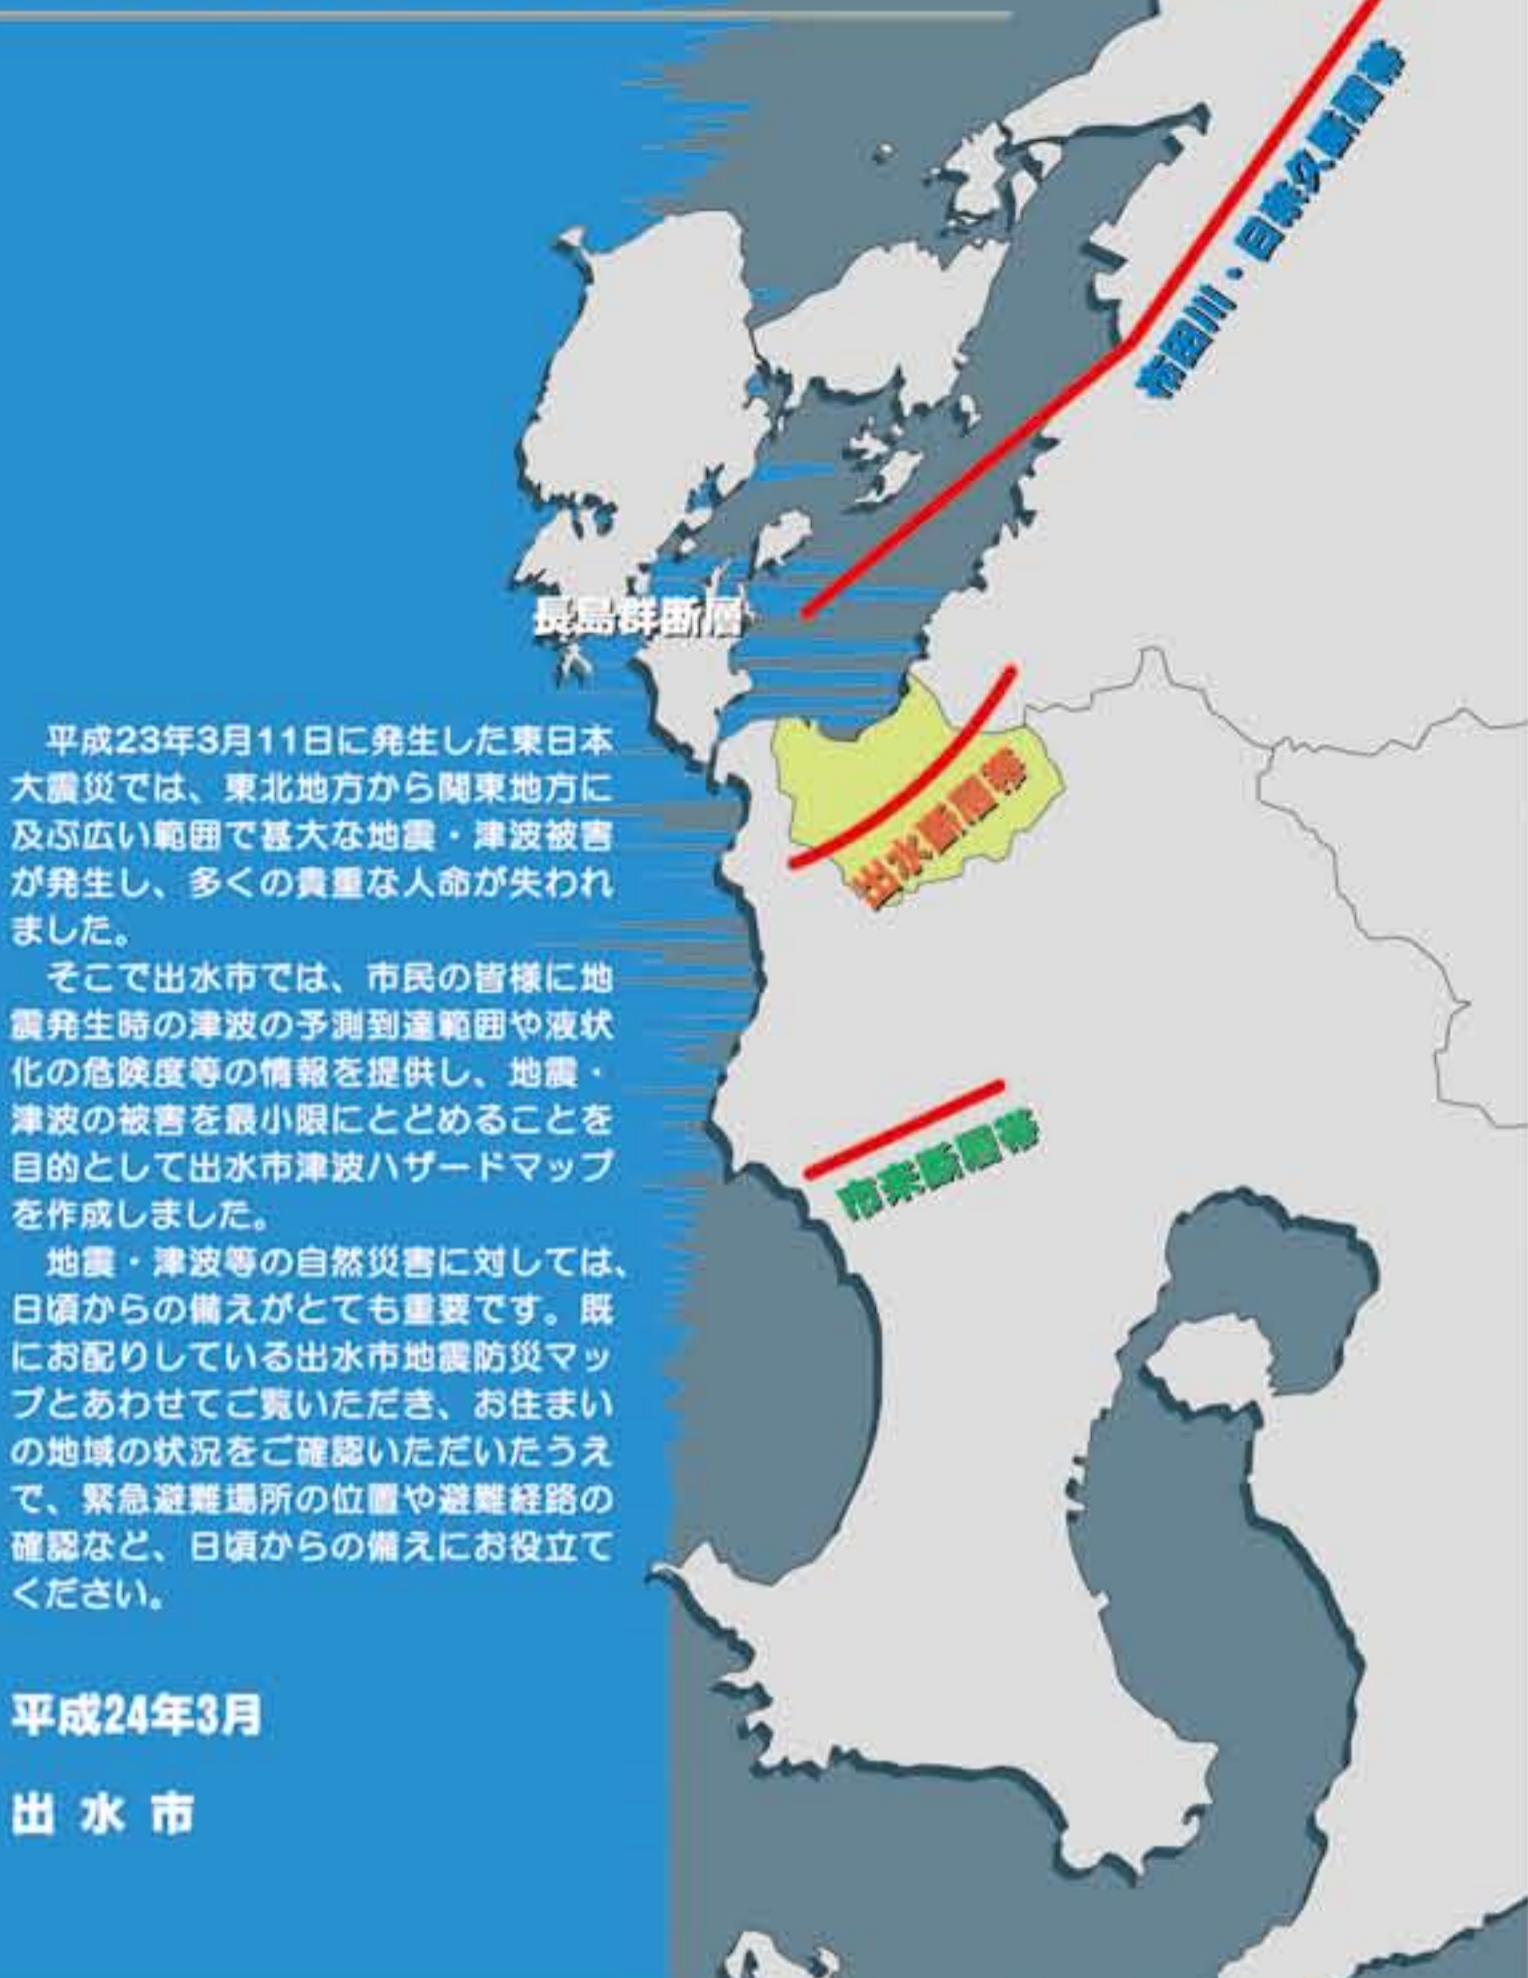 布田川・日奈久断層帯
長島群断層
出水断層帯
市来断層帯
平成23年3月11日に発生した東日本
大震災では、東北地方から関東地方に
及ぶ広い範囲で甚大な地震・津波被害
が発生し、多くの貴重な人命が失われ
ました。
そこで出水市では、市民の皆様に地
震発生時の津波の予測到達範囲や液状
化の危険度等の情報を提供し、地震・
津波の被害を最小限にとどめることを
目的として出水市津波ハザードマップ
を作成しました。
地震・津波等の自然災害に対しては、
日頃からの備えがとても重要です。既
にお配りしている出水市地震防災マッ
プとあわせてご覧いただき、お住まい
の地域の状況をご確認いただいたうえ
で、緊急避難場所の位置や避難経路の
確認など、日頃からの備えにお役立て
ください。
平成24年3月
出水市